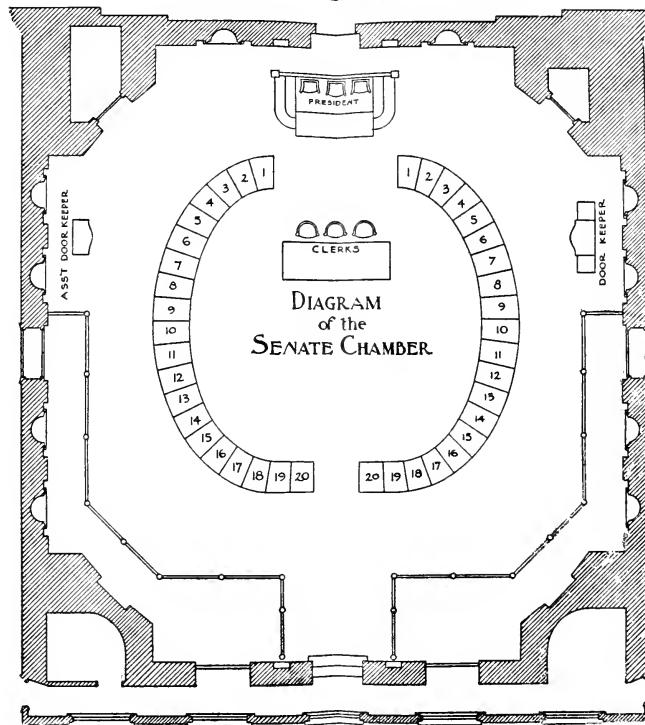 PRESIDENT
1 2 3 4 5 6 7 8 9 10 11 12 13 14 15 16 17 18 19 20
1 2 3 4 5 6 7 8 9 10 11 12 13 14 15 16 17 18 19 20
ASST DOOR KEEPER
DOOR KEEPER
CLERKS
DIAGRAM
of the
SENATE CHAMBER